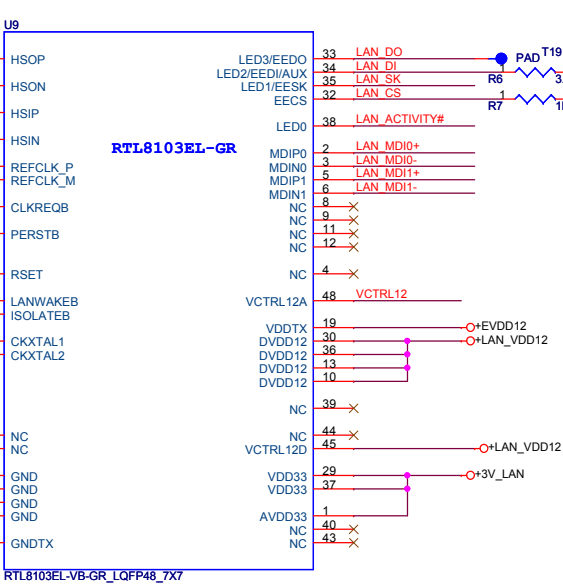 U9
HSOP
LED3/EEDO
33
LAN_DO
PAD
T19
LED2/EEDI/AUX
34
LAN_DI
HSON
LED1/EESK
35
LAN_SK
R6
EECS
32
LAN_CS
1
R7
HSIP
LED0
38
LAN_ACTIVITY#
HSIN
RTL8103EL-GR
MDIP0
2
LAN_MDI0+
REFCLK_P
MDIN0
3
LAN_MDI0-
REFCLK_M
MDIP1
5
LAN_MDI1+
MDIN1
6
LAN_MDI1-
CLKREQB
NC
8
NC
9
PERSTB
NC
11
NC
12
RSET
NC
4
LANWAKEB
VCTRL12A
48
VCTRL12
ISOLATEB
VDDTX
19
+EVDD12
CKXTAL1
DVDD12
30
+LAN_VDD12
CKXTAL2
DVDD12
36
DVDD12
13
DVDD12
10
NC
39
NC
NC
44
NC
VCTRL12D
45
+LAN_VDD12
GND
VDD33
29
+3V_LAN
GND
VDD33
37
GND
GND
AVDD33
1
NC
40
GNDTX
NC
43
RTL8103EL-VB-GR_LQFP48_7X7